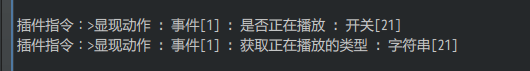 插件指令：>显现动作 : 事件[1] : 是否正在播放 : 开关[21]
插件指令：>显现动作 : 事件[1] : 获取正在播放的类型 : 字符串[21]